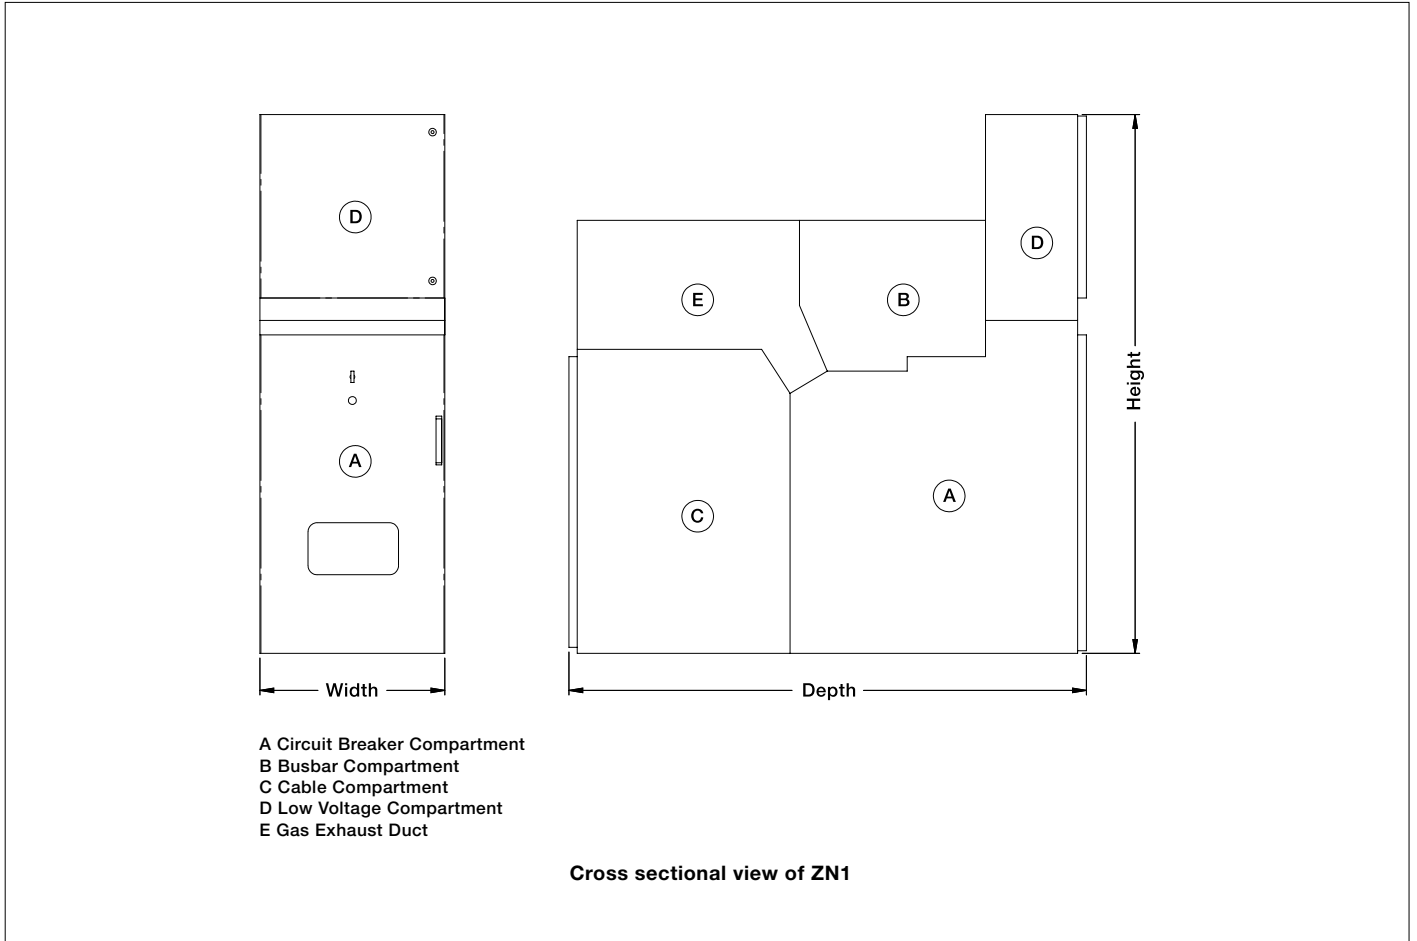 D
A
E
B
D
C
A
Height
Width
Depth
A Circuit Breaker Compartment
B Busbar Compartment
C Cable Compartment
D Low Voltage Compartment
E Gas Exhaust Duct
Cross sectional view of ZN1